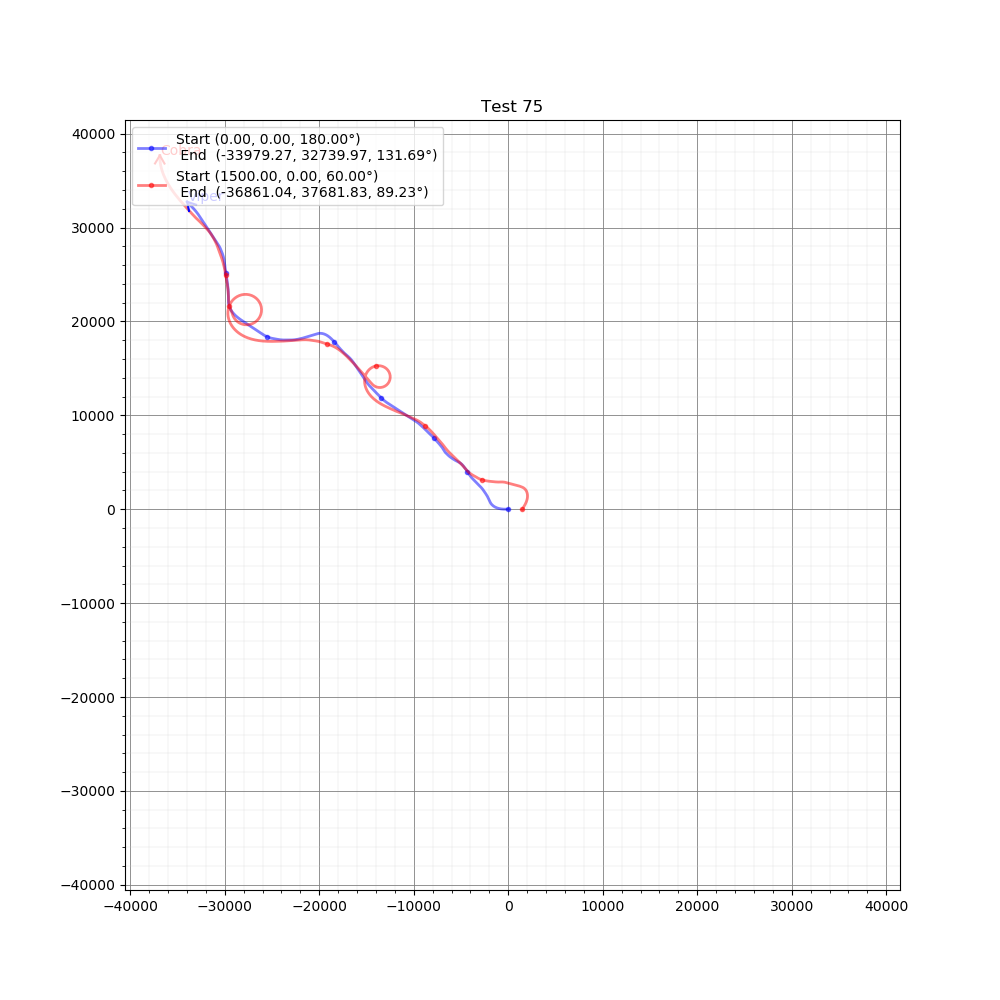 Test 75
Start (0.00, 0.00, 180.00°)
End (-33979.27, 32739.97, 131.69°)
Start (1500.00, 0.00, 60.00°)
End (-36861.04, 37681.83, 89.23°)
40000
30000
20000
10000
0
−10000
−20000
−30000
−40000
−40000 −30000 −20000 −10000 0 10000 20000 30000 40000